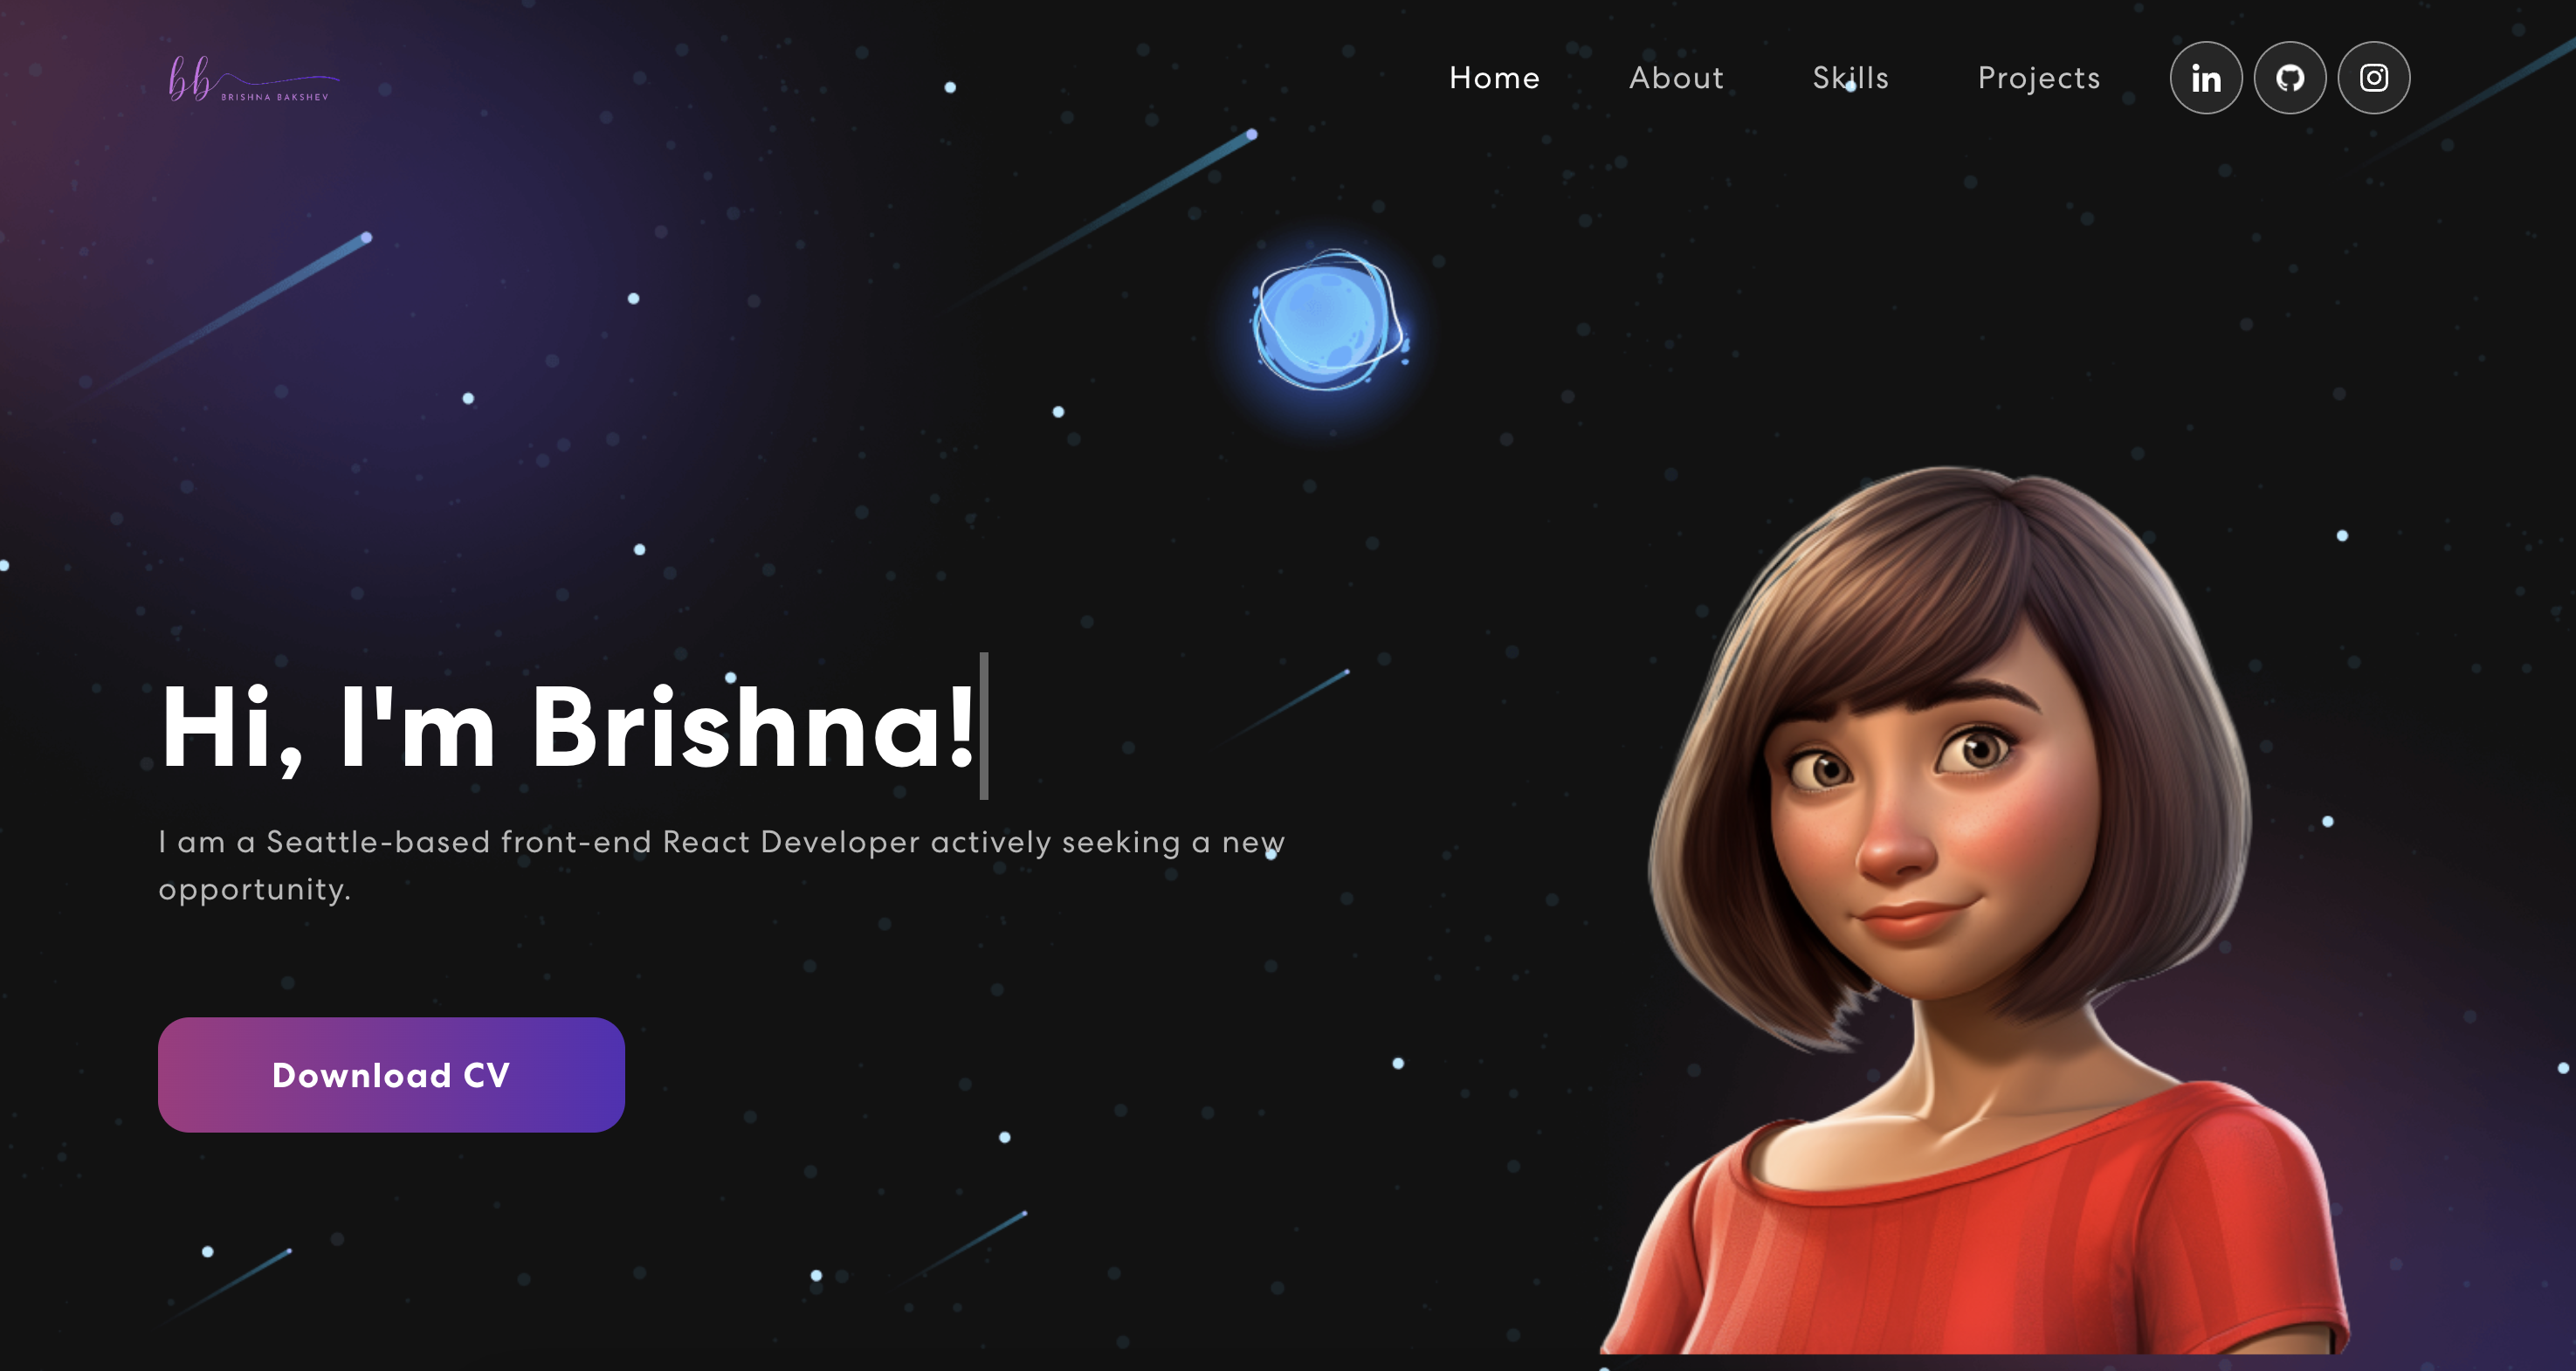 bb
BRISHNA BAKSHEV
Home About Skills Projects
Hi, I'm Brishna!
I am a Seattle-based front-end React Developer actively seeking a new
opportunity.
Download CV